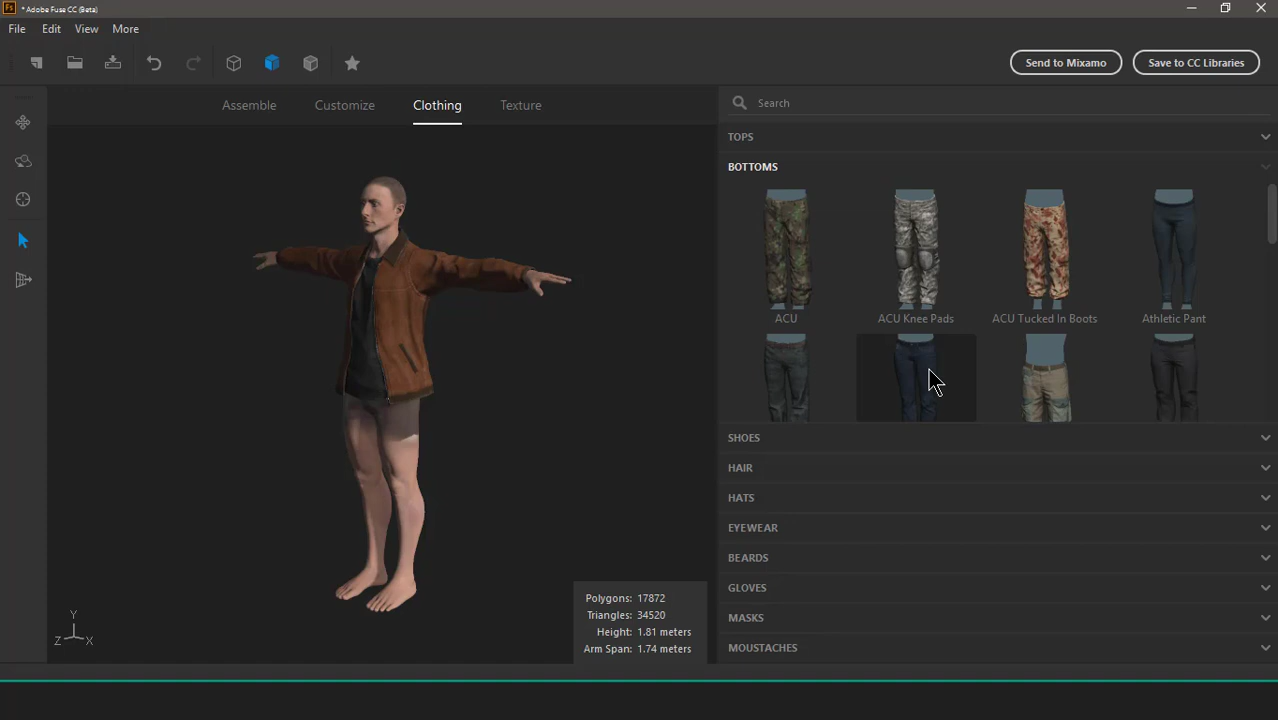 Fs * Adobe Fuse CC (Beta)
File Edit View More
Send to Mixamo Save to CC Libraries
Assemble Customize Clothing Texture
Search
TOPS
BOTTOMS
ACU ACU Knee Pads ACU Tucked In Boots Athletic Pant
SHOES
HAIR
HATS
EYEWEAR
BEARDS
GLOVES
MASKS
MOUSTACHES
Polygons: 17872
Triangles: 34520
Height: 1.81 meters
Arm Span: 1.74 meters
Y
Z X